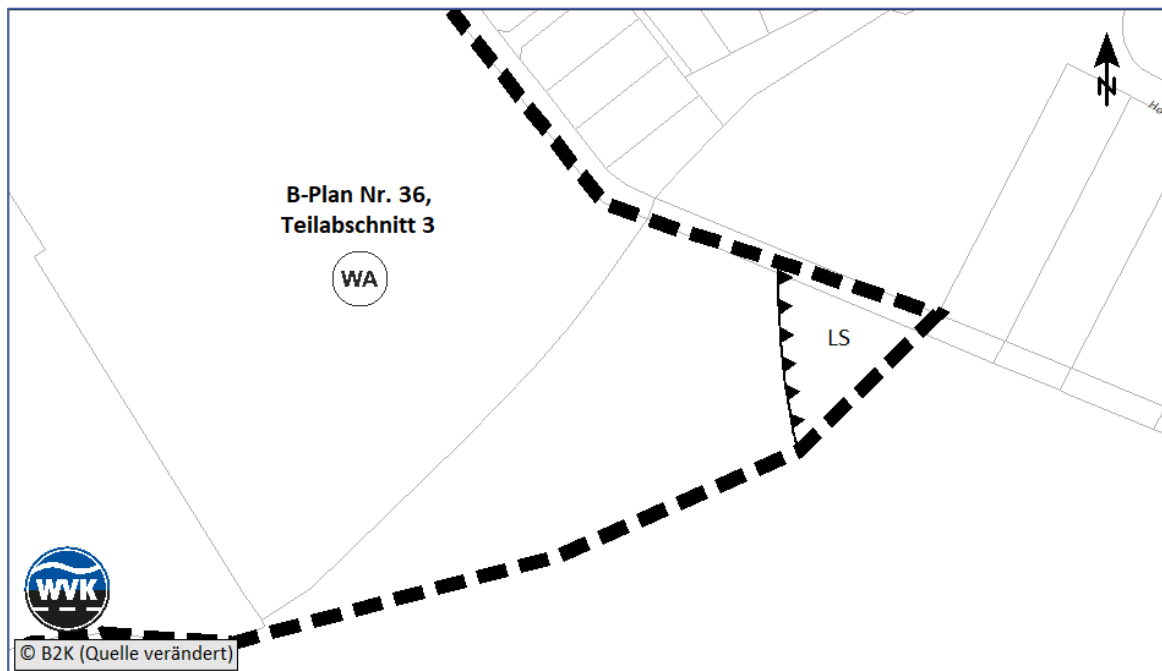 B-Plan Nr. 36,
Teilabschnitt 3
WA
N
LS
WVK
© B2K (Quelle verändert)